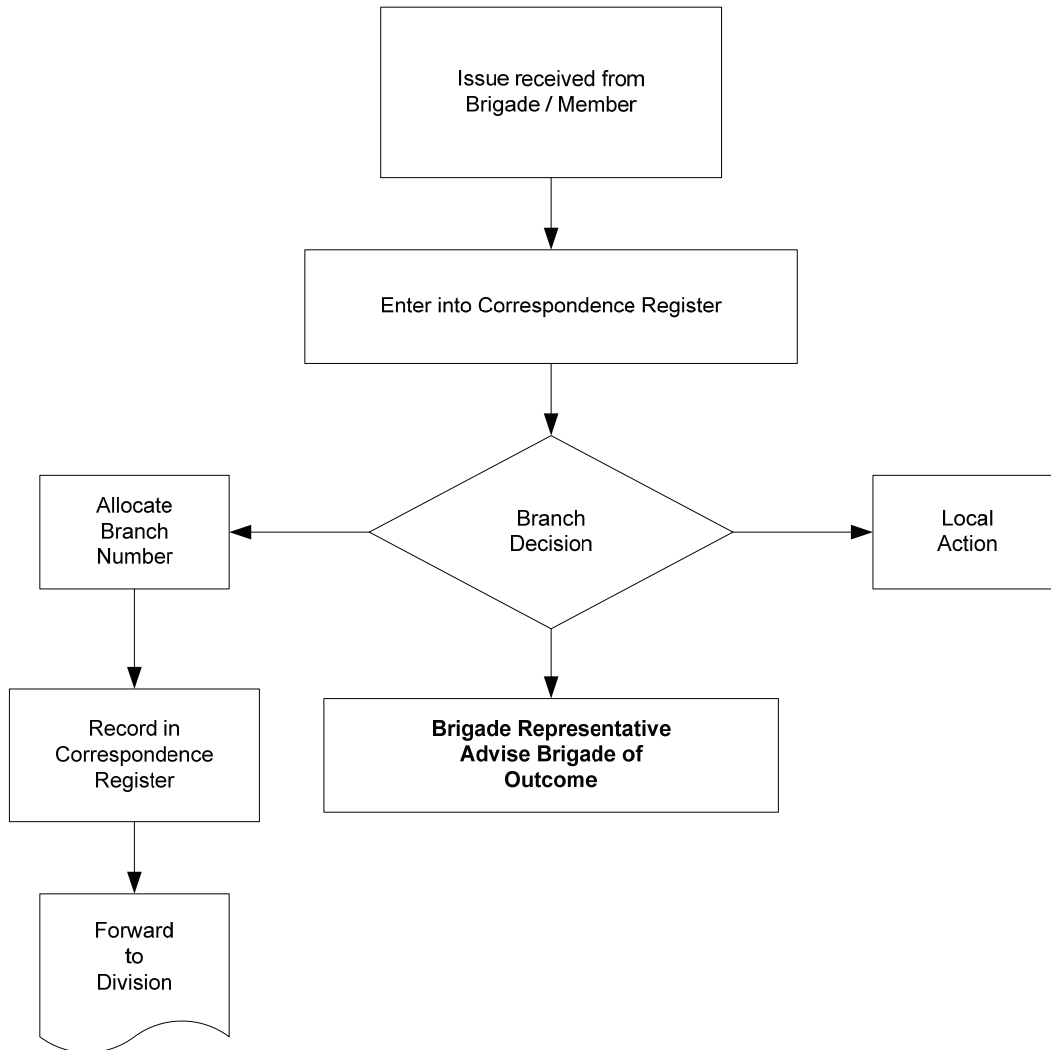 Issue received from
Brigade / Member
Enter into Correspondence Register
Allocate
Branch
Number
Branch
Decision
Local
Action
Record in
Correspondence
Register
Brigade Representative
Advise Brigade of
Outcome
Forward
to
Division